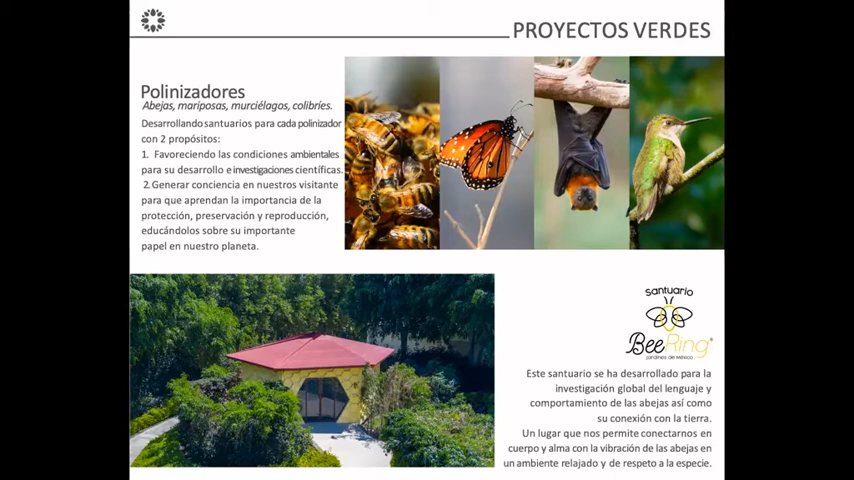 PROYECTOS VERDES
Polinizadores
Abejas, mariposas, murciélagos, colibríes.
Desarrollando santuarios para cada polinizador
con 2 propósitos:
1. Favoreciendo las condiciones ambientales
para su desarrollo e investigaciones científicas.
2. Generar conciencia en nuestros visitante
para que aprendan la importancia de la
protección, preservación y reproducción,
educándolos sobre su importante
papel en nuestro planeta.
Santuario
BeeRing®
Jardines de México
Este santuario se ha desarrollado para la
investigación global del lenguaje y
comportamiento de las abejas así como
su conexión con la tierra.
Un lugar que nos permite conectarnos en
cuerpo y alma con la vibración de las abejas en
un ambiente relajado y de respeto a la especie.